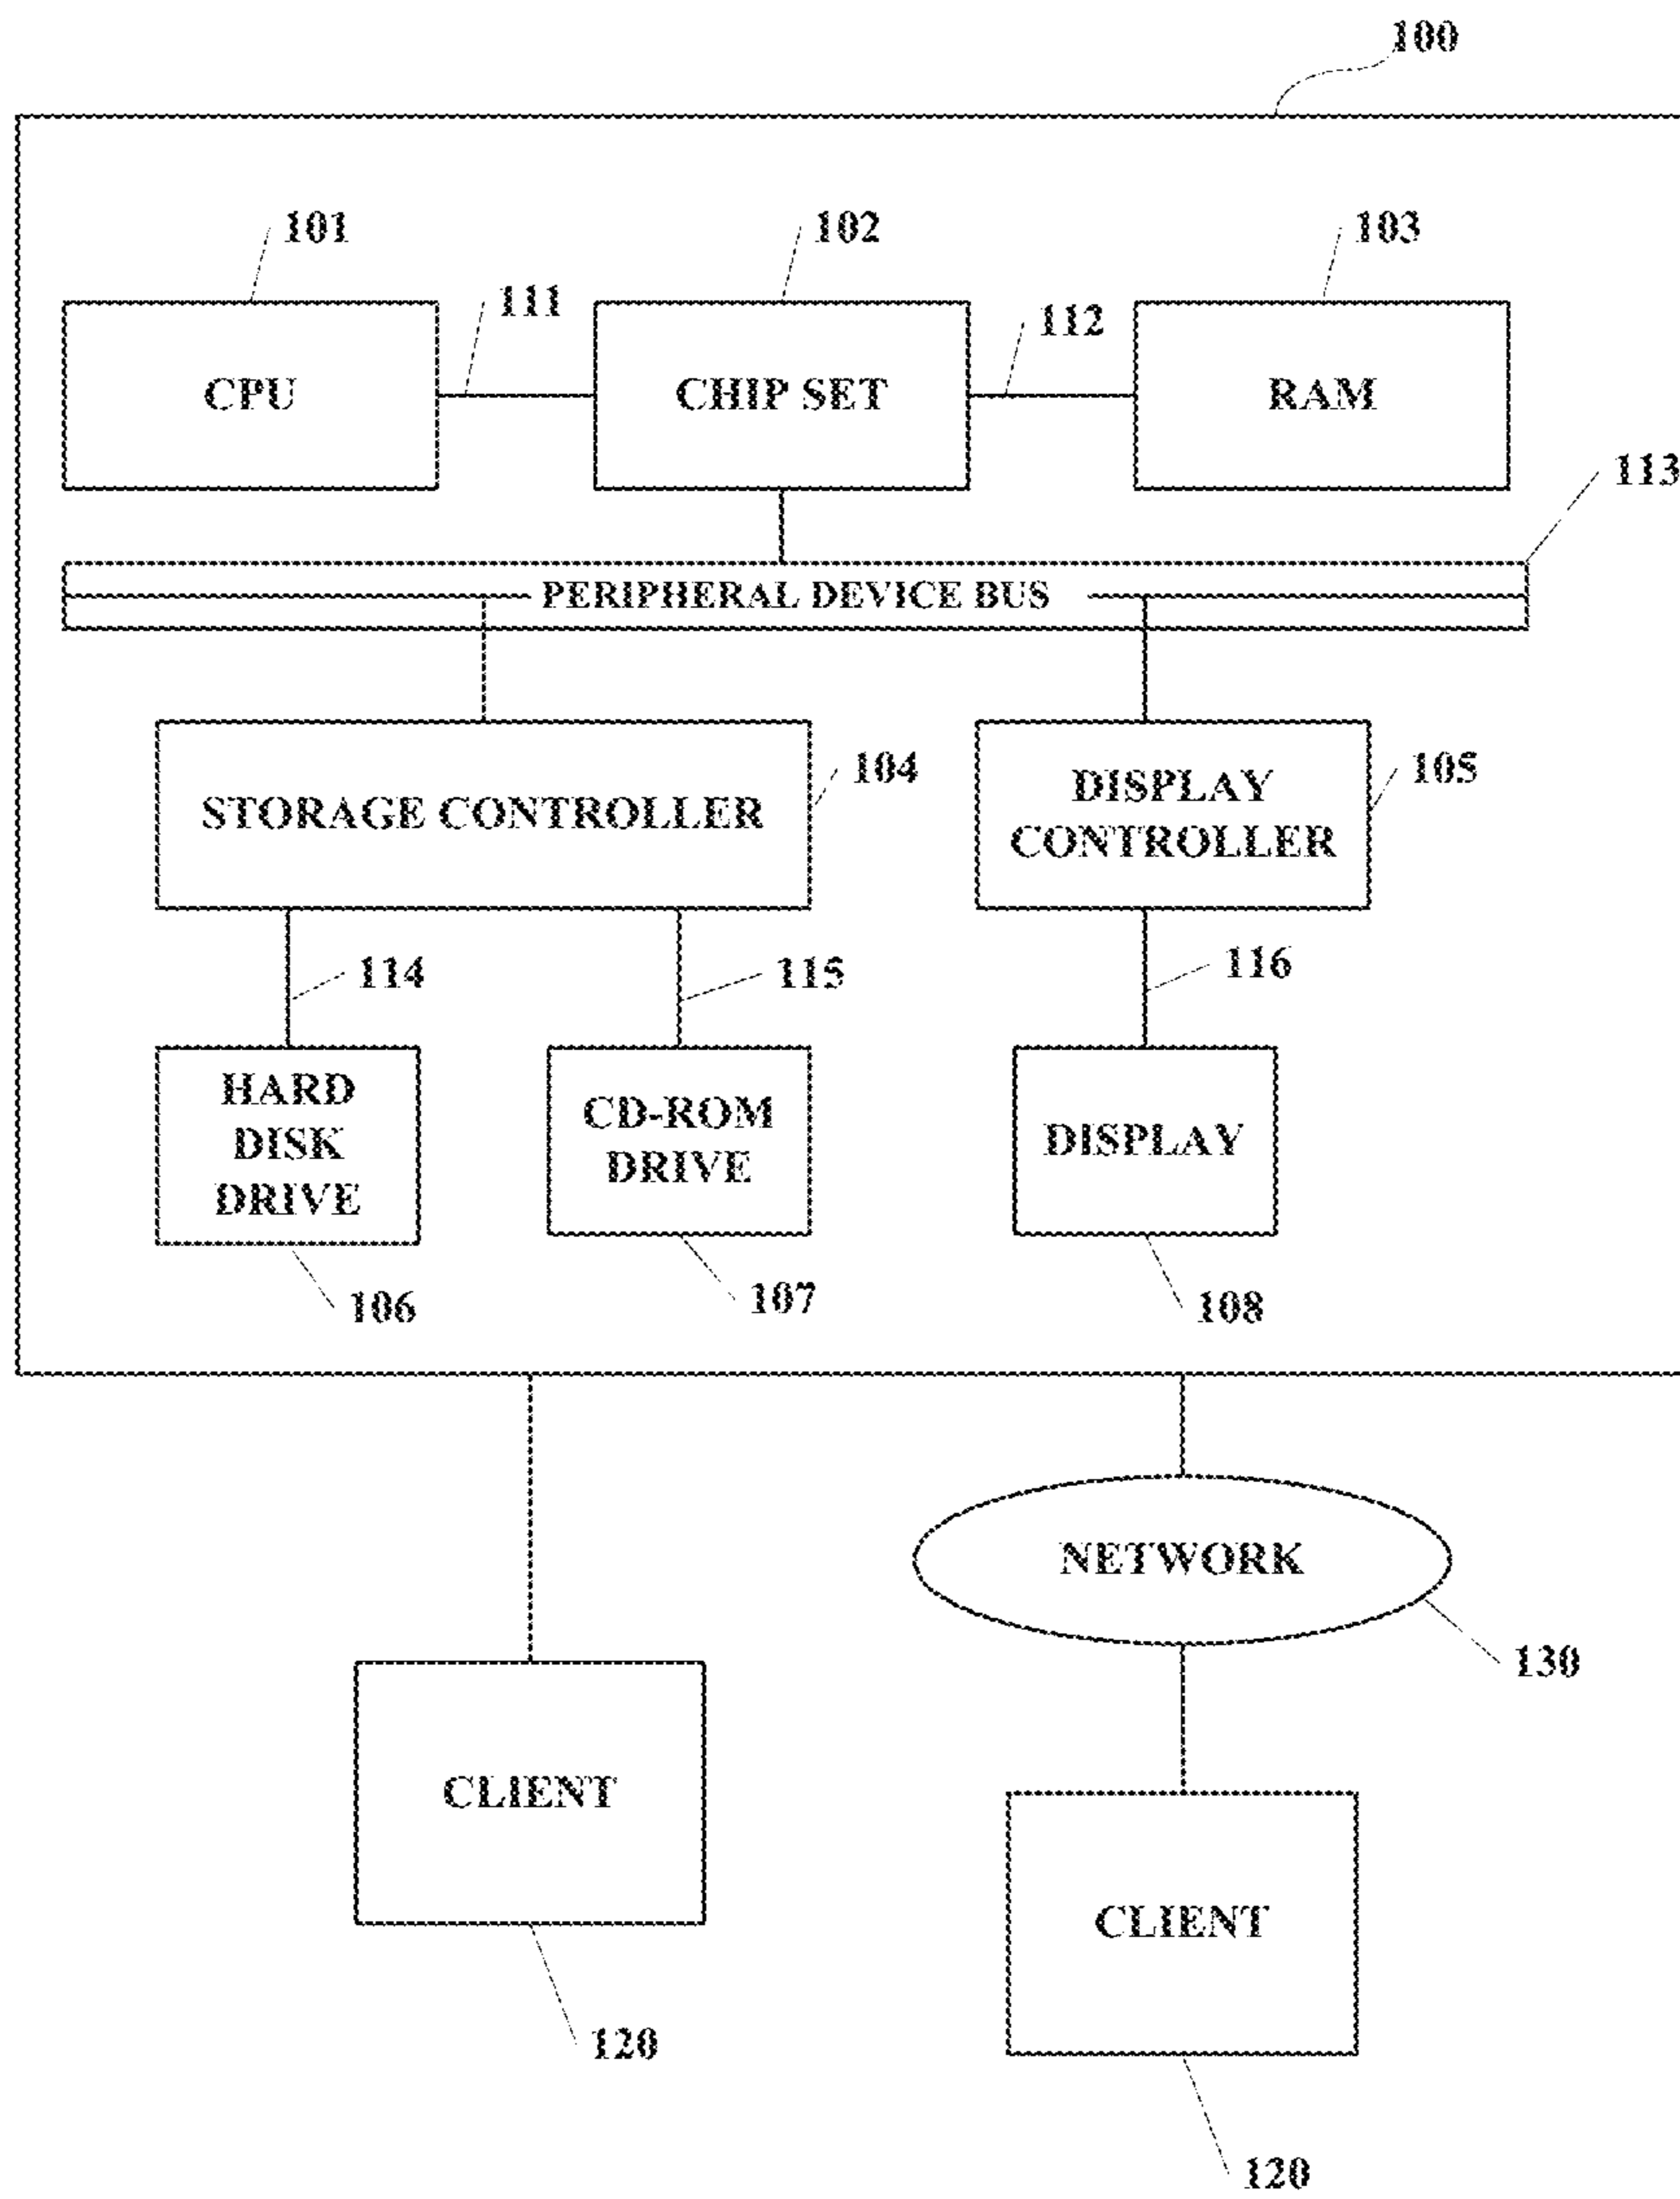 100
101
102
103
111
112
CPU
CHIP SET
RAM
113
PERIPHERAL DEVICE BUS
104
105
STORAGE CONTROLLER
DISPLAY
CONTROLLER
114
115
116
HARD
DISK
DRIVE
CD-ROM
DRIVE
DISPLAY
106
107
108
NETWORK
130
CLIENT
120
CLIENT
120